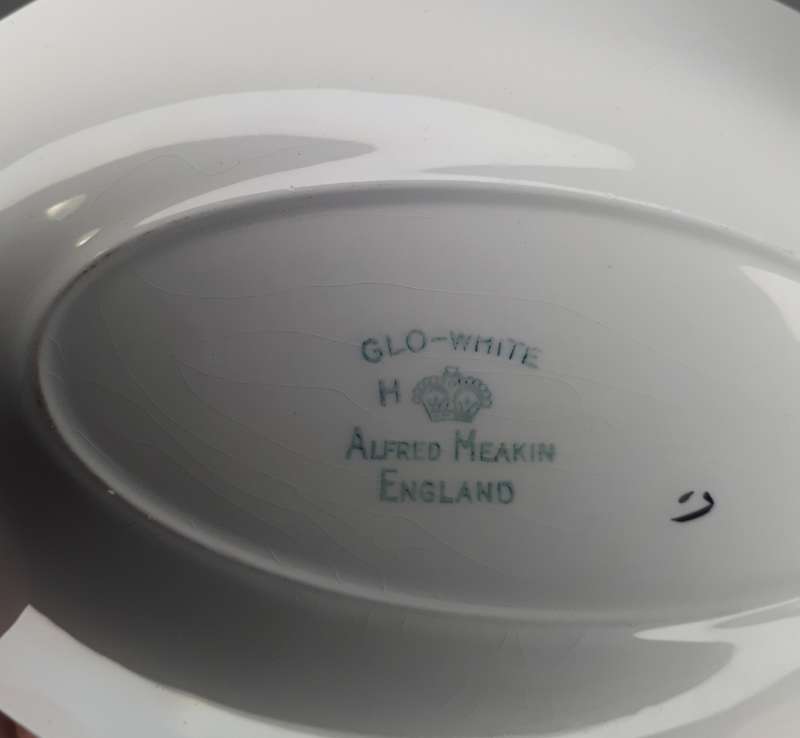 GLO-WHITE
H
ALFRED MEAKIN
ENGLAND